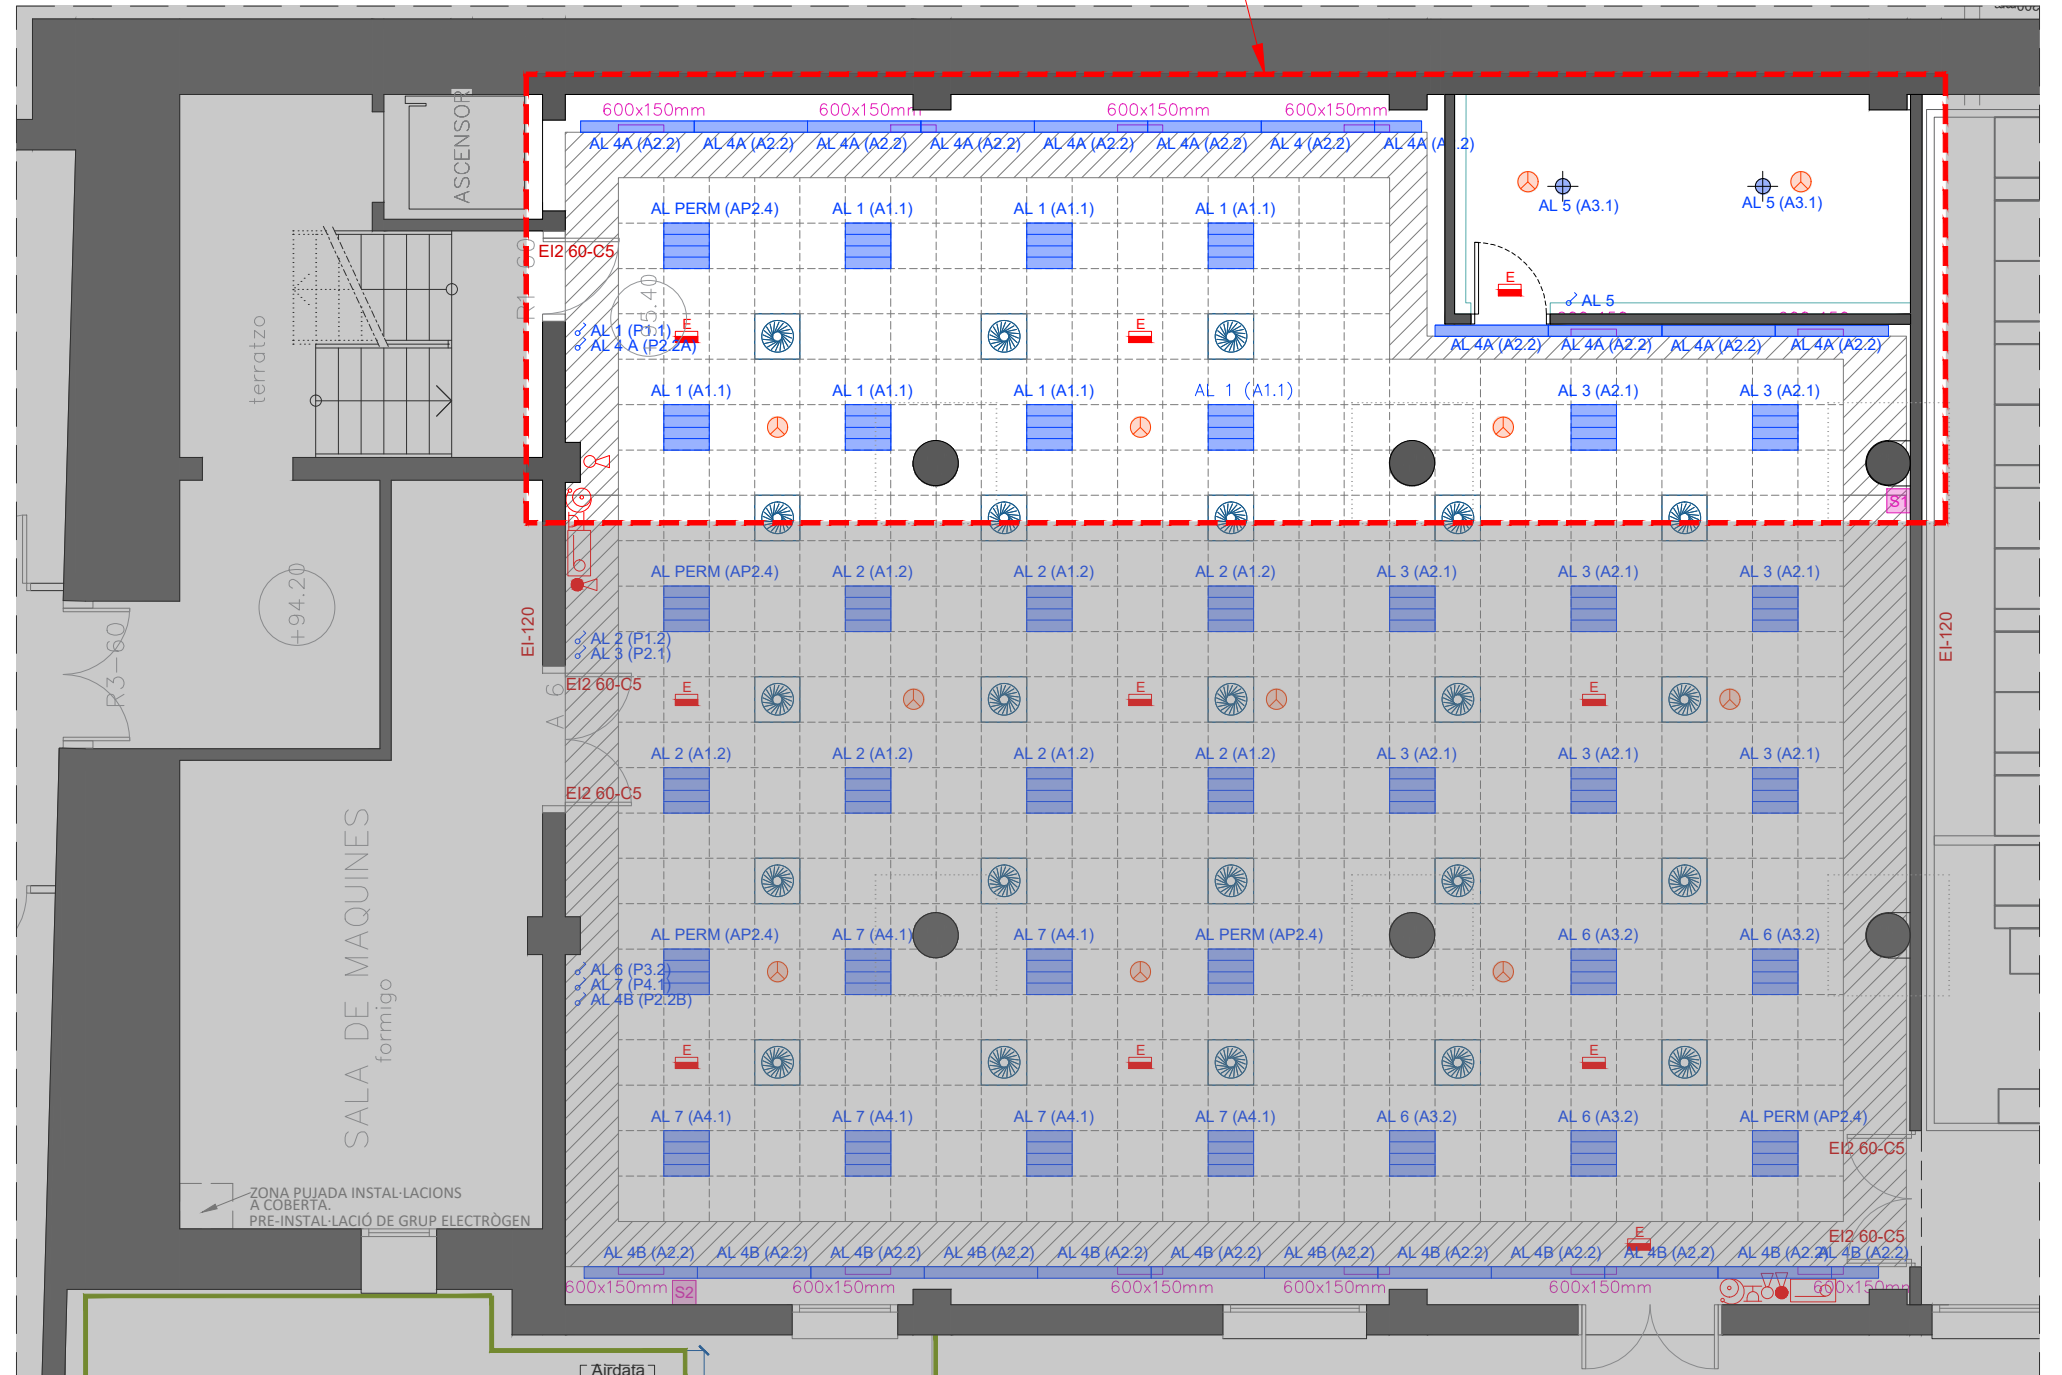 600x150mm 600x150mm 600x150mm 600x150mm
AL 4A (A2.2) AL 4A (A2.2) AL 4A (A2.2) AL 4A (A2.2) AL 4A (A2.2) AL 4A (A2.2) AL 4 (A2.2) AL 4A
ASCENSOR
AL PERM (AP2.4) AL 1 (A1.1) AL 1 (A1.1) AL 1 (A1.1)
AL 5 (A3.1) AL 5 (A3.1)
EI2 60-C5
E
AL 5
+95.40
AL 1 (P1.1)
AL 4 A (P2.2A)
E E
AL 4A (A2.2) AL 4A (A2.2) AL 4A (A2.2) AL 4A (A2.2)
terratzo
AL 1 (A1.1) AL 1 (A1.1) AL 1 (A1.1) AL 1 (A1.1) AL 3 (A2.1) AL 3 (A2.1)
S1
AL PERM (AP2.4) AL 2 (A1.2) AL 2 (A1.2) AL 2 (A1.2) AL 3 (A2.1) AL 3 (A2.1) AL 3 (A2.1)
+94.20
EI-120
EI-120
AL 2 (P1.2)
AL 3 (P2.1)
R3-60
EI2 60-C5
A 6
E E E
AL 2 (A1.2) AL 2 (A1.2) AL 2 (A1.2) AL 2 (A1.2) AL 3 (A2.1) AL 3 (A2.1) AL 3 (A2.1)
EI2 60-C5
SALA DE MAQUINES
formigo
AL PERM (AP2.4) AL 7 (A4.1) AL 7 (A4.1) AL PERM (AP2.4) AL 6 (A3.2) AL 6 (A3.2)
AL 6 (P3.2)
AL 7 (P4.1)
AL 4B (P2.2B)
E E E
AL 7 (A4.1) AL 7 (A4.1) AL 7 (A4.1) AL 7 (A4.1) AL 6 (A3.2) AL 6 (A3.2) AL PERM (AP2.4)
EI2 60-C5
ZONA PUJADA INSTAL·LACIONS
A COBERTA.
PRE-INSTAL·LACIÓ DE GRUP ELECTRÒGEN
E
EI2 60-C5
AL 4B (A2.2) AL 4B (A2.2) AL 4B (A2.2) AL 4B (A2.2) AL 4B (A2.2) AL 4B (A2.2) AL 4B (A2.2) AL 4B (A2.2) AL 4B (A2.2) AL 4B (A2.2) AL 4B (A2.2) AL 4B (A2.2)
600x150mm S2 600x150mm 600x150mm 600x150mm 600x150mm 600x150mm
Airdata